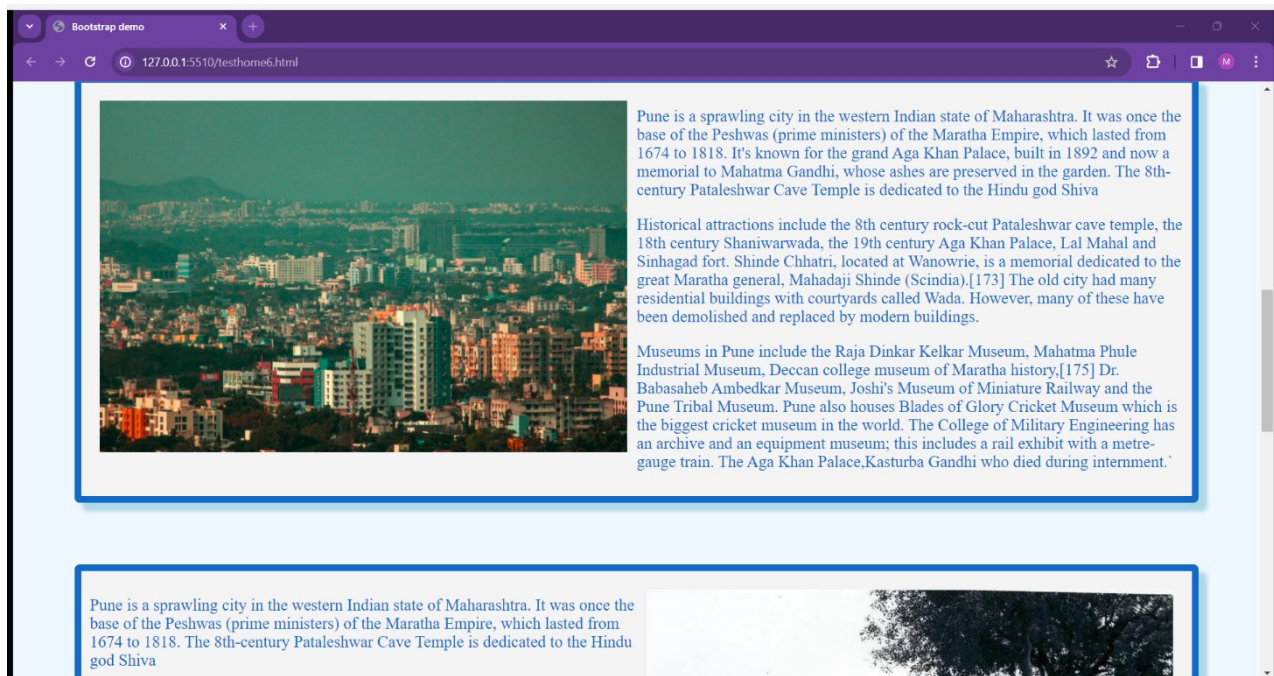 Bootstrap demo
127.0.0.1:5510/testhome6.html
M
Pune is a sprawling city in the western Indian state of Maharashtra. It was once the
base of the Peshwas (prime ministers) of the Maratha Empire, which lasted from
1674 to 1818. It's known for the grand Aga Khan Palace, built in 1892 and now a
memorial to Mahatma Gandhi, whose ashes are preserved in the garden. The 8th-
century Pataleshwar Cave Temple is dedicated to the Hindu god Shiva
Historical attractions include the 8th century rock-cut Pataleshwar cave temple, the
18th century Shaniwarwada, the 19th century Aga Khan Palace, Lal Mahal and
Sinhagad fort. Shinde Chhatri, located at Wanowrie, is a memorial dedicated to the
great Maratha general, Mahadaji Shinde (Scindia).[173] The old city had many
residential buildings with courtyards called Wada. However, many of these have
been demolished and replaced by modern buildings.
Museums in Pune include the Raja Dinkar Kelkar Museum, Mahatma Phule
Industrial Museum, Deccan college museum of Maratha history,[175] Dr.
Babasaheb Ambedkar Museum, Joshi's Museum of Miniature Railway and the
Pune Tribal Museum. Pune also houses Blades of Glory Cricket Museum which is
the biggest cricket museum in the world. The College of Military Engineering has
an archive and an equipment museum; this includes a rail exhibit with a metre-
gauge train. The Aga Khan Palace,Kasturba Gandhi who died during internment.`
Pune is a sprawling city in the western Indian state of Maharashtra. It was once the
base of the Peshwas (prime ministers) of the Maratha Empire, which lasted from
1674 to 1818. The 8th-century Pataleshwar Cave Temple is dedicated to the Hindu
god Shiva